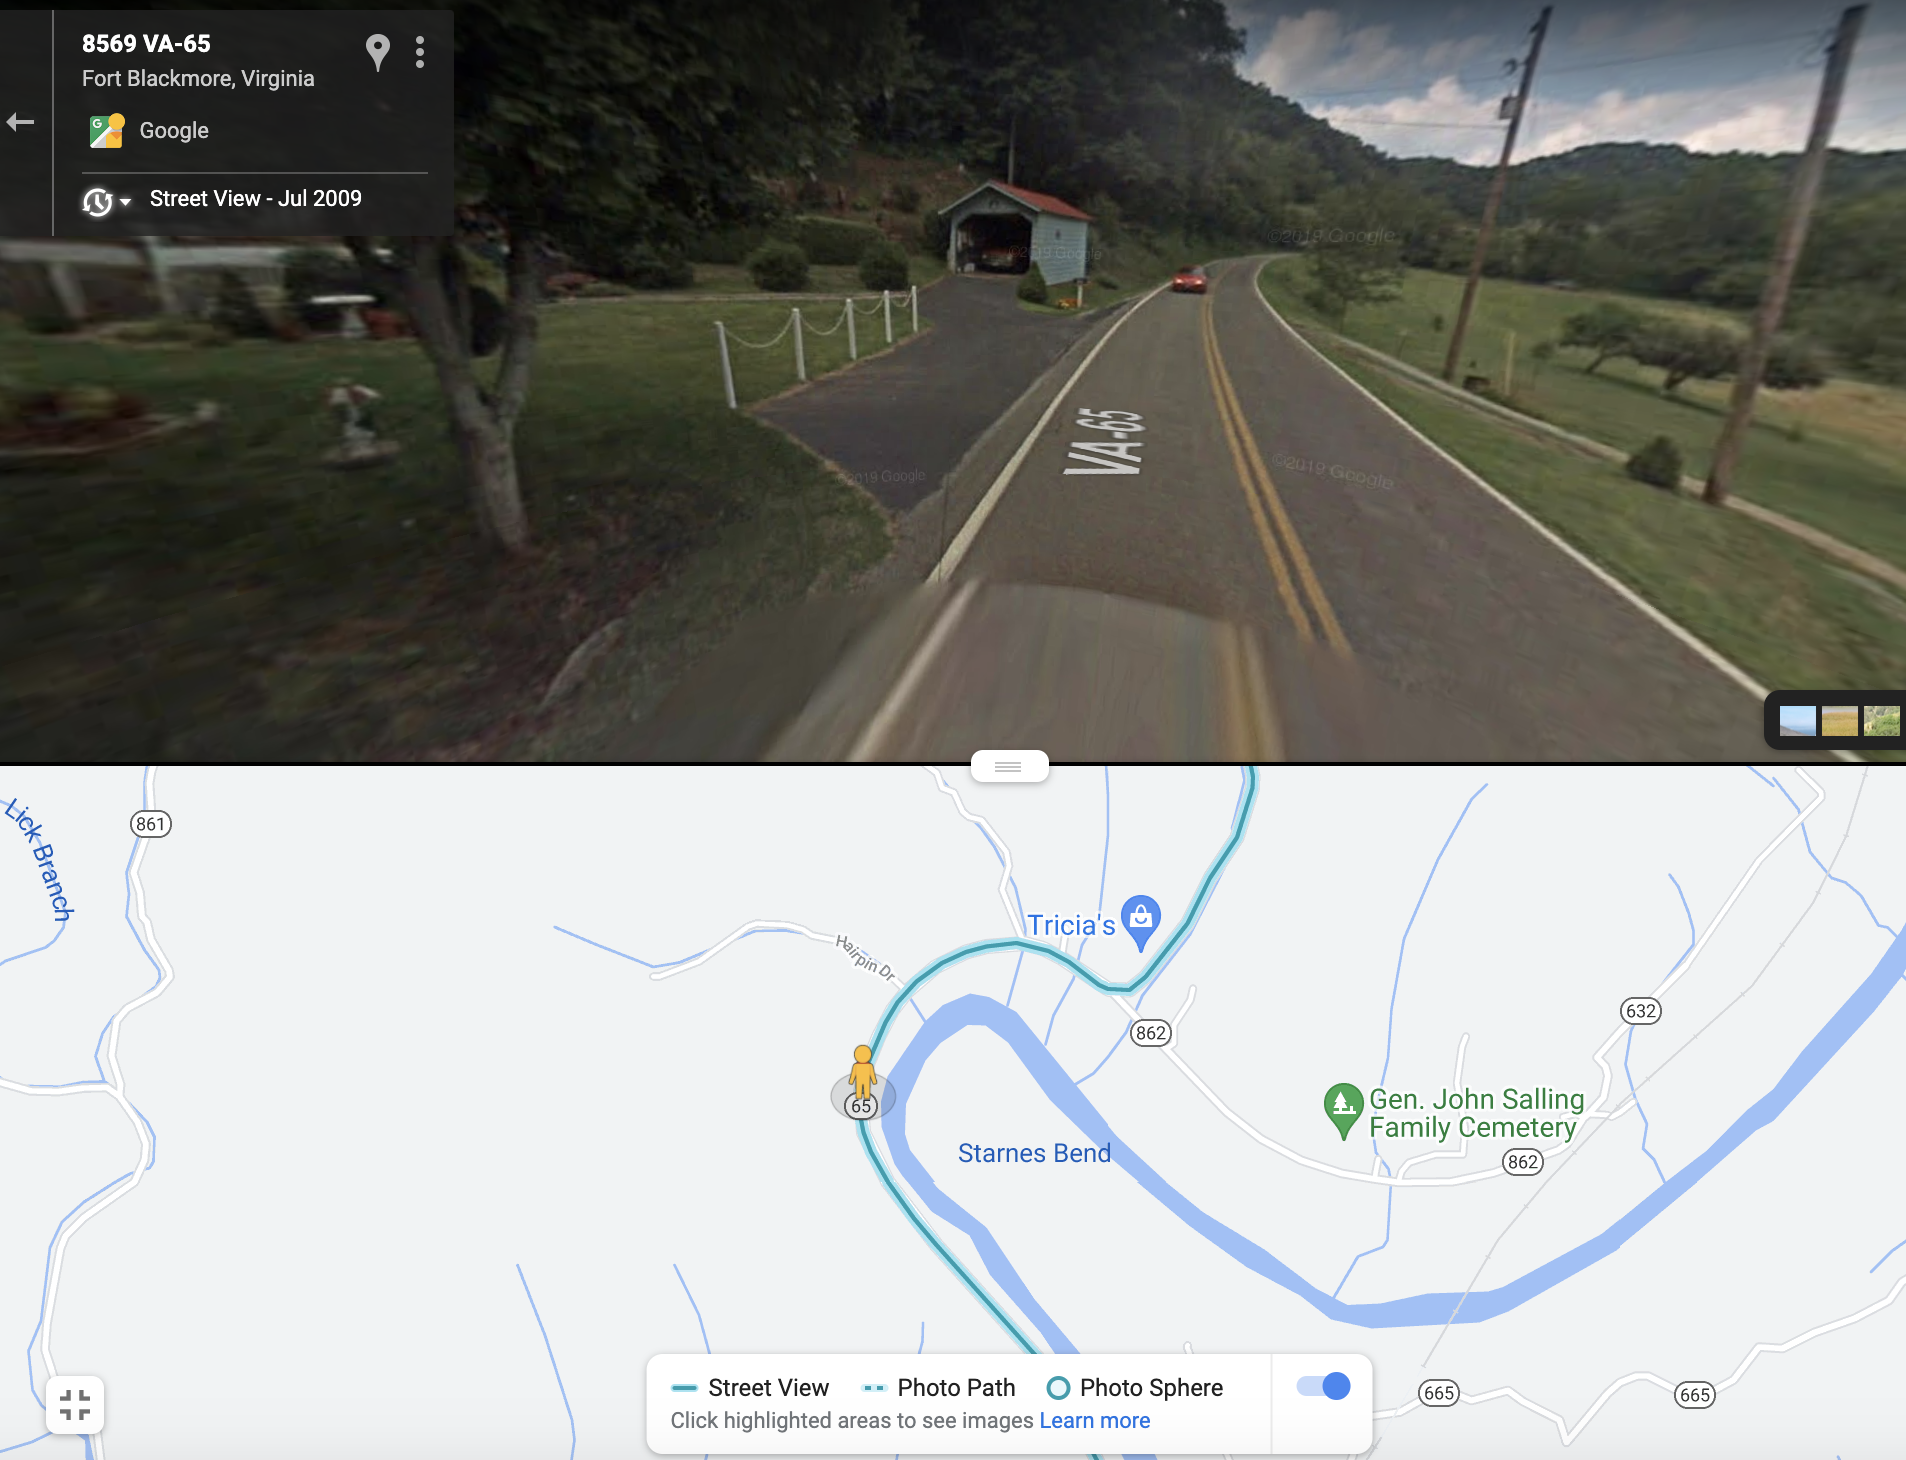 8569 VA-65
Fort Blackmore, Virginia
G
Google
Street View - Jul 2009
©2019 Google
©2019 Google
VA-65
©2019 Google
©2019 Google
Lick Branch
861
Hairpin Dr
Tricia's
862
632
65
Gen. John Salling
Family Cemetery
Starnes Bend
862
Street View
Photo Path
Photo Sphere
Click highlighted areas to see images Learn more
665
665